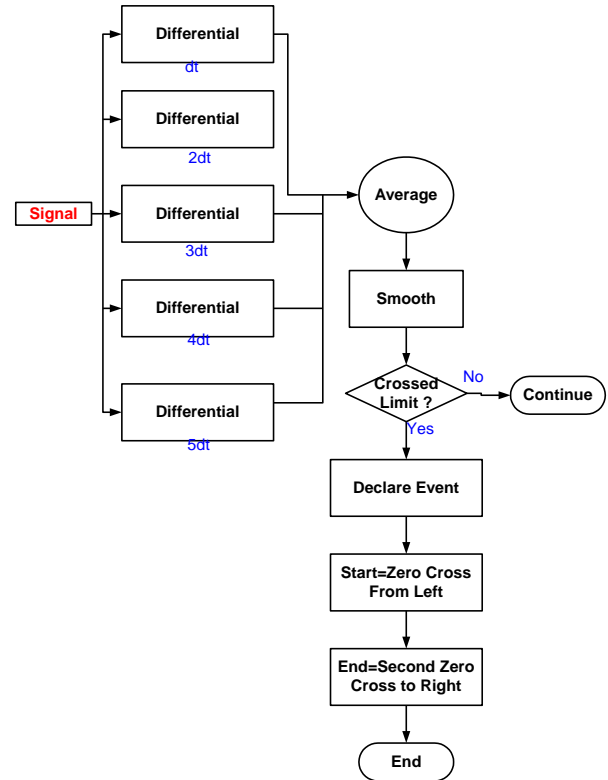 Differential
dt
Differential
2dt
Signal
Differential
3dt
Differential
4dt
Differential
5dt
Average
Smooth
Crossed
Limit ?
No
Continue
Yes
Declare Event
Start=Zero Cross
From Left
End=Second Zero
Cross to Right
End